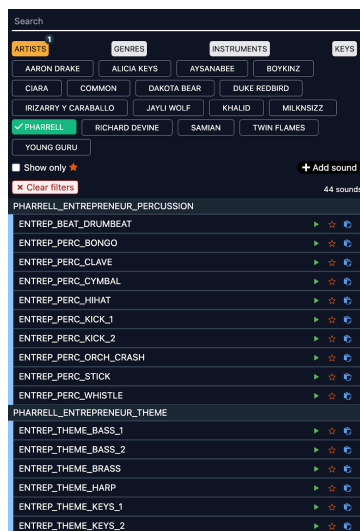 Search
1
ARTISTS GENRES INSTRUMENTS KEYS
AARON DRAKE ALICIA KEYS AYSANABEE BOYKINZ
CIARA COMMON DAKOTA BEAR DUKE REDBIRD
IRIZARRY Y CARABALLO JAYLI WOLF KHALID MILKNSIZZ
PHARRELL RICHARD DEVINE SAMIAN TWIN FLAMES
YOUNG GURU
Show only
+ Add sound
× Clear filters
44 sounds
PHARRELL_ENTREPRENEUR_PERCUSSION
ENTREP_BEAT_DRUMBEAT
ENTREP_PERC_BONGO
ENTREP_PERC_CLAVE
ENTREP_PERC_CYMBAL
ENTREP_PERC_HIHAT
ENTREP_PERC_KICK_1
ENTREP_PERC_KICK_2
ENTREP_PERC_ORCH_CRASH
ENTREP_PERC_STICK
ENTREP_PERC_WHISTLE
PHARRELL_ENTREPRENEUR_THEME
ENTREP_THEME_BASS_1
ENTREP_THEME_BASS_2
ENTREP_THEME_BRASS
ENTREP_THEME_HARP
ENTREP_THEME_KEYS_1
ENTREP_THEME_KEYS_2